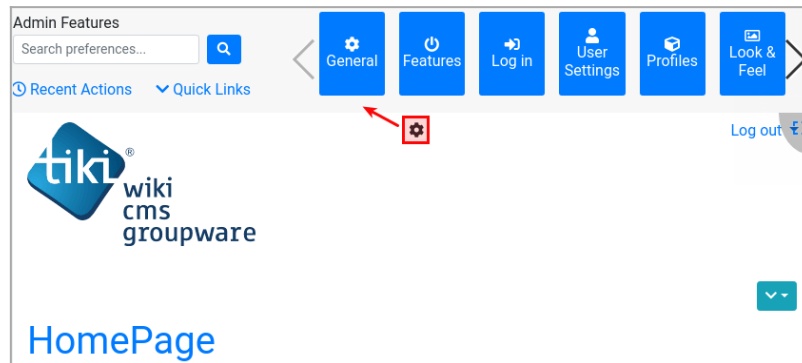 Admin Features
Search preferences...
Recent Actions
Quick Links
General
Features
Log in
User
Settings
Profiles
Look &
Feel
Log out
tiki®
wiki
cms
groupware
HomePage